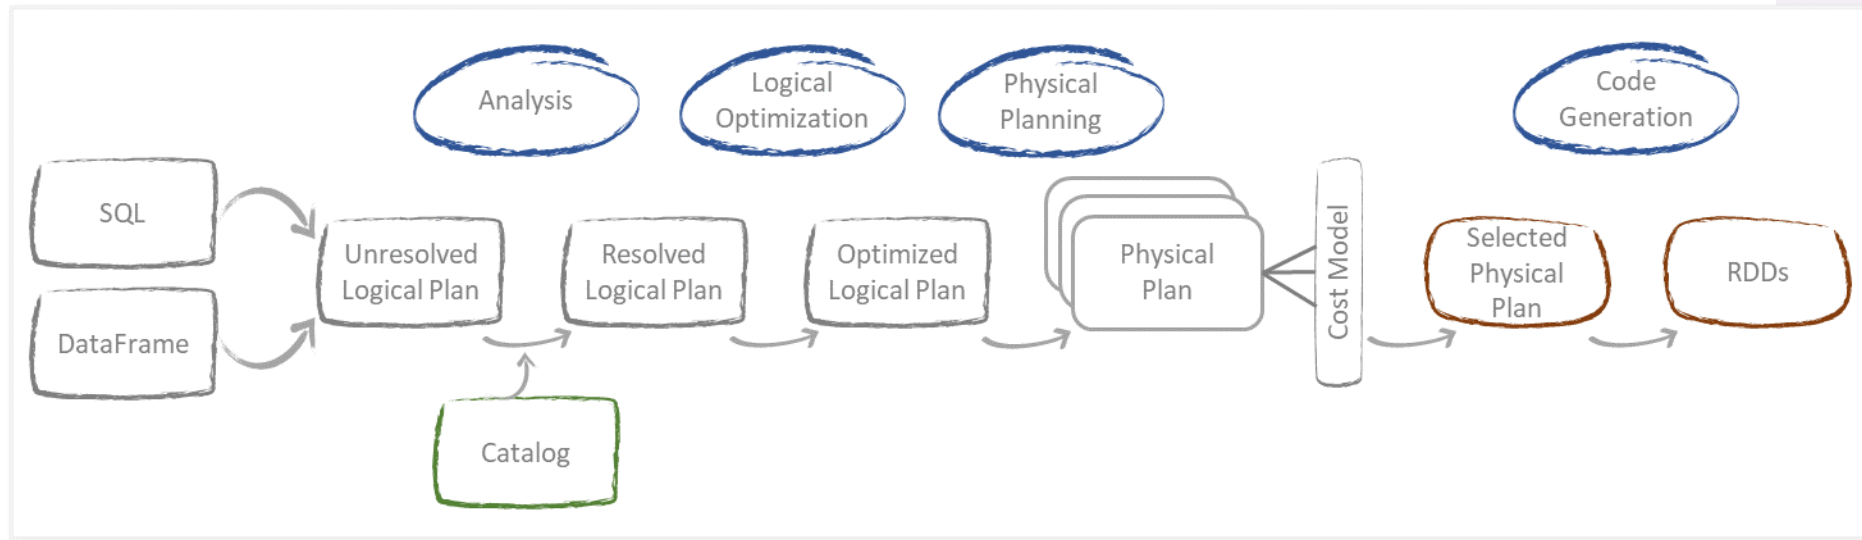 Analysis
Logical
Optimization
Physical
Planning
Code
Generation
SQL
DataFrame
Unresolved
Logical Plan
Resolved
Logical Plan
Optimized
Logical Plan
Physical
Plan
Cost Model
Selected
Physical
Plan
RDDs
Catalog